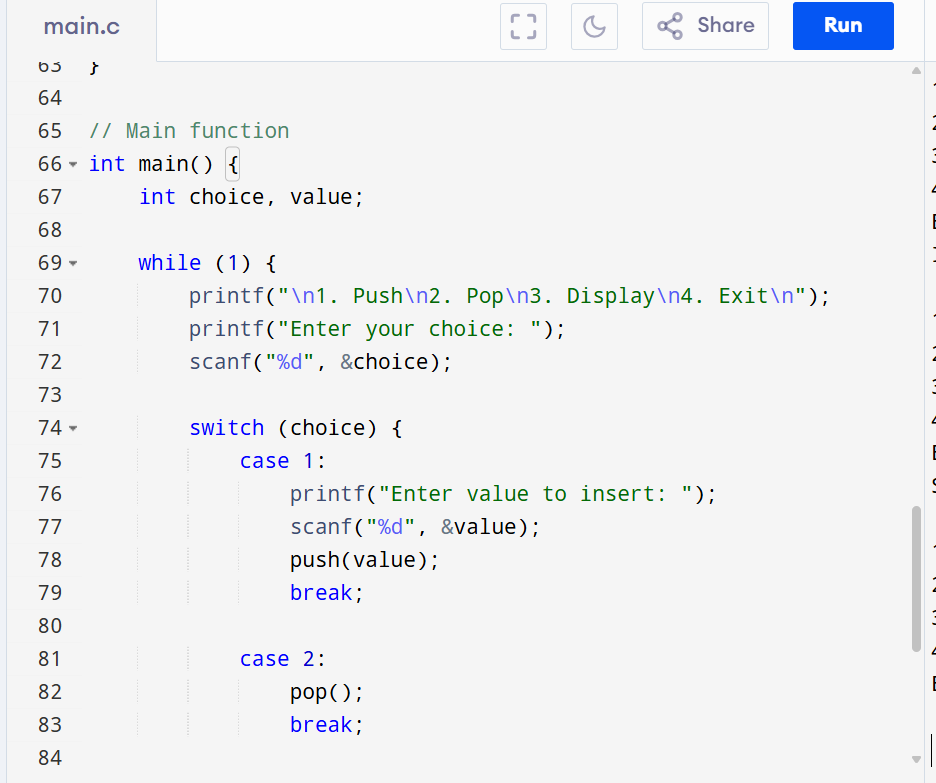 main.c
Share
Run
63 }
64
65 // Main function
66 int main() {
67     int choice, value;
68
69     while (1) {
70         printf("\n1. Push\n2. Pop\n3. Display\n4. Exit\n");
71         printf("Enter your choice: ");
72         scanf("%d", &choice);
73
74         switch (choice) {
75             case 1:
76                 printf("Enter value to insert: ");
77                 scanf("%d", &value);
78                 push(value);
79                 break;
80
81             case 2:
82                 pop();
83                 break;
84